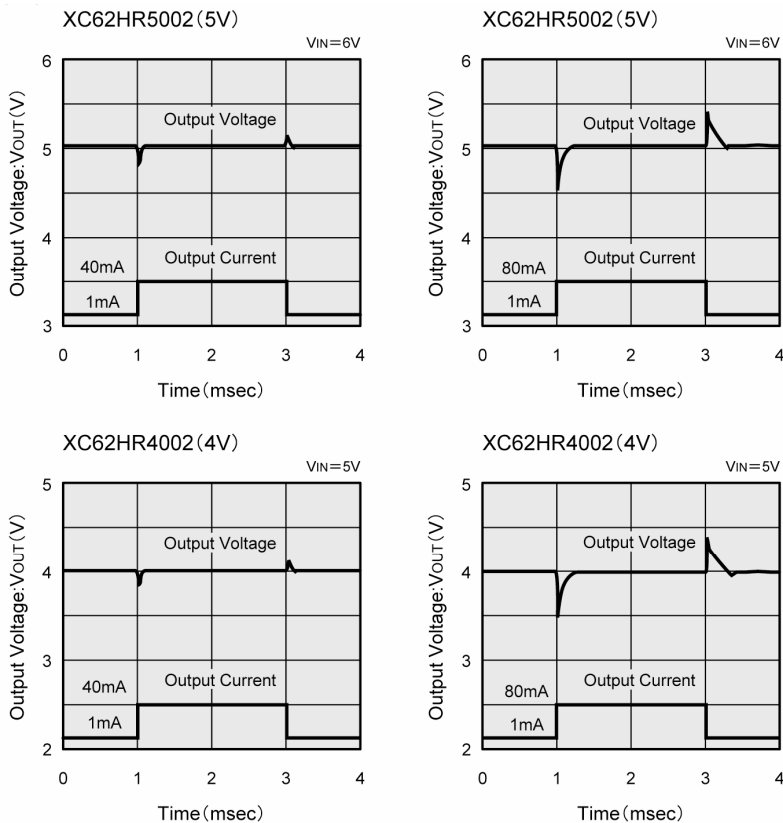 XC62HR5002(5V)
VIN=6V
Output Voltage:VOUT(V)
6
5
4
3
Output Voltage
Output Current
40mA
1mA
0 1 2 3 4
Time(msec)
XC62HR5002(5V)
VIN=6V
Output Voltage:VOUT(V)
6
5
4
3
Output Voltage
Output Current
80mA
1mA
0 1 2 3 4
Time(msec)
XC62HR4002(4V)
VIN=5V
Output Voltage:VOUT(V)
5
4
3
2
Output Voltage
Output Current
40mA
1mA
0 1 2 3 4
Time(msec)
XC62HR4002(4V)
VIN=5V
Output Voltage:VOUT(V)
5
4
3
2
Output Voltage
Output Current
80mA
1mA
0 1 2 3 4
Time(msec)